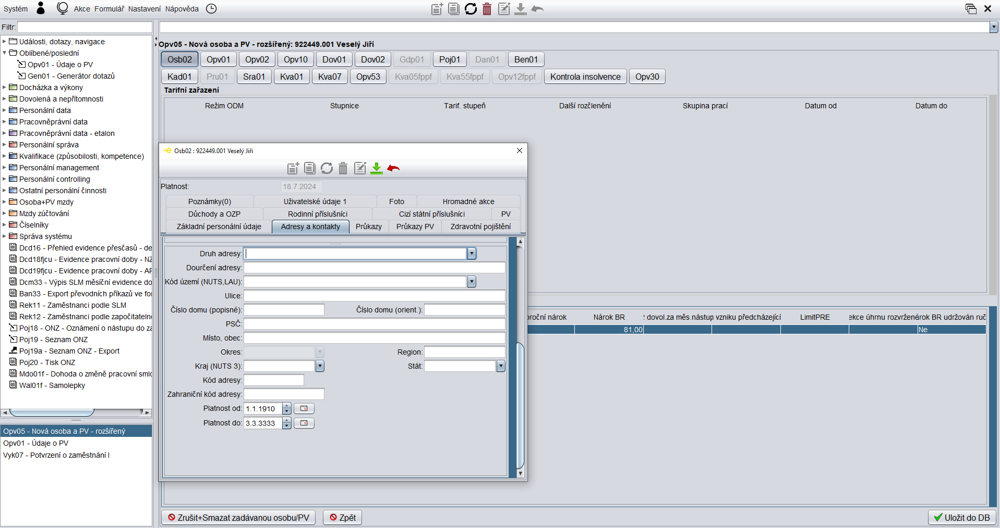 Systém Akce Formulář Nastavení Nápověda
Filtr:
Události, dotazy, navigace
Oblíbené/poslední
Opv01 - Údaje o PV
Gen01 - Generátor dotazů
Docházka a výkony
Dovolená a nepřítomnosti
Personální data
Pracovněprávní data
Pracovněprávní data - etalon
Personální správa
Kvalifikace (způsobilosti, kompetence)
Personální management
Personální controlling
Ostatní personální činnosti
Osoba+PV mzdy
Mzdy zúčtování
Číselníky
Správa systému
Dcd16 - Přehled evidence přesčasů - de
Dcd18fjcu - Evidence pracovní doby - NZ
Dcd19fjcu - Evidence pracovní doby - AF
Dcm33 - Výpis SLM měsíční evidence do
Ban33 - Export převodních příkazů ve for
Rek11 - Zaměstnanci podle SLM
Rek12 - Zaměstnanci podle započitatelno
Poj18 - ONZ - Oznámení o nástupu do za
Poj19 - Seznam ONZ
Poj19a - Seznam ONZ - Export
Poj20 - Tisk ONZ
Mdo01f - Dohoda o změně pracovní smlo
Wal01f - Samolepky
Opv05 - Nová osoba a PV - rozšířený
Opv01 - Údaje o PV
Vyk07 - Potvrzení o zaměstnání I
Opv05 - Nová osoba a PV - rozšířený: 922449.001 Veselý Jiří
Osb02 Opv01 Opv02 Opv10 Dov01 Dov02 Gdp01 Poj01 Dan01 Ben01
Kad01 Pru01 Sra01 Kva01 Kva07 Opv53 Kva05fppf Kva55fppf Opv12fppf Kontrola insolvence Opv30
Tarifní zařazení
Režim ODM Stupnice Tarif. stupeň Další rozčlenění Skupina prací Datum od Datum do
Osb02 : 922449.001 Veselý Jiří
Platnost: 18.7.2024
Poznámky(0) Uživatelské údaje 1 Foto Hromadné akce
Důchody a OZP Rodinní příslušníci Cizí státní příslušníci PV
Základní personální údaje Adresy a kontakty Průkazy Průkazy PV Zdravotní pojištění
Druh adresy:
Dourčení adresy:
Kód území (NUTS,LAU):
Ulice:
Číslo domu (popisné): Číslo domu (orient.):
PSČ:
Místo, obec:
Okres: Region:
Kraj (NUTS 3): Stát:
Kód adresy:
Zahraniční kód adresy:
Platnost od: 1.1.1910
Platnost do: 3.3.3333
roční nárok Nárok BR dovol.za měs.nástup vzniku předcházející LimitPRE ekce úhrnu rozvržené rok BR udržován ruč
81,00 Ne
Zrušit+Smazat zadávanou osobu/PV Zpět Uložit do DB